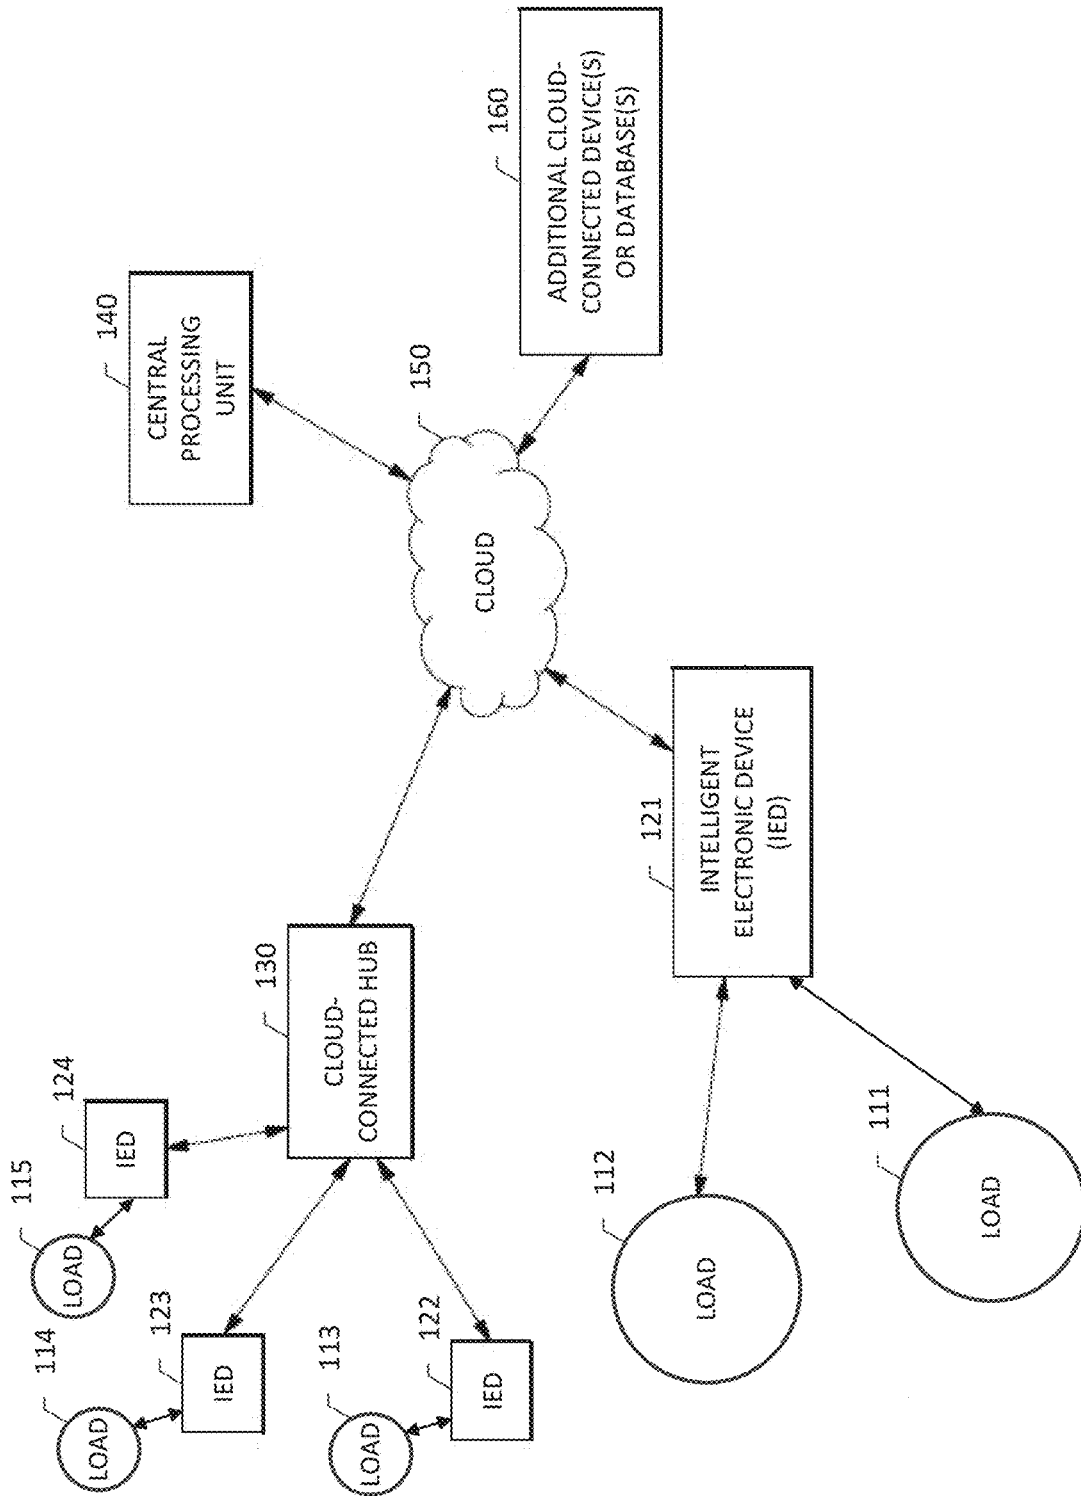 115
LOAD
124
IED
114
LOAD
123
IED
113
LOAD
122
IED
130
CLOUD-
CONNECTED HUB
140
CENTRAL
PROCESSING
UNIT
150
CLOUD
160
ADDITIONAL CLOUD-
CONNECTED DEVICE(S)
OR DATABASE(S)
121
INTELLIGENT
ELECTRONIC DEVICE
(IED)
112
LOAD
111
LOAD